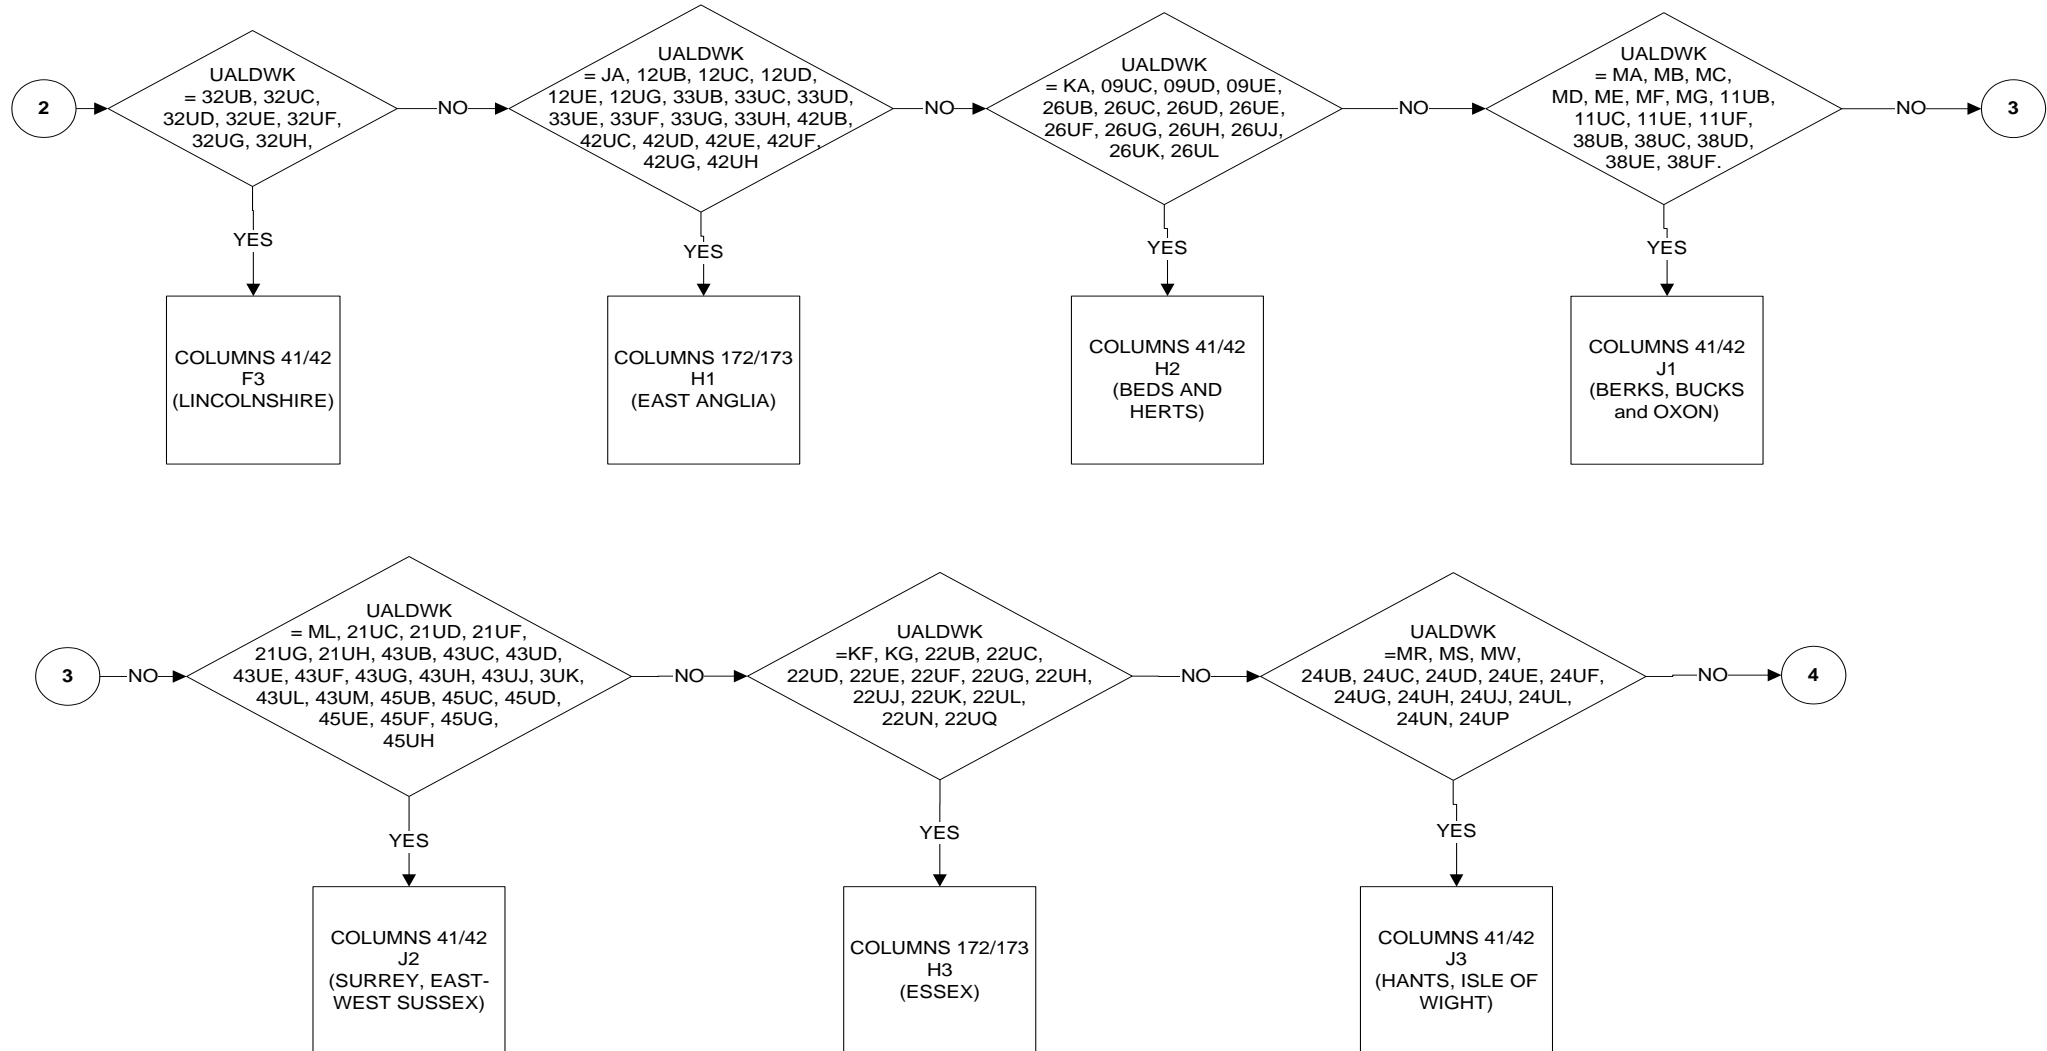 2
UALDWK
= 32UB, 32UC,
32UD, 32UE, 32UF,
32UG, 32UH,
NO
YES
COLUMNS 41/42
F3
(LINCOLNSHIRE)
UALDWK
= JA, 12UB, 12UC, 12UD,
12UE, 12UG, 33UB, 33UC, 33UD,
33UE, 33UF, 33UG, 33UH, 42UB,
42UC, 42UD, 42UE, 42UF,
42UG, 42UH
NO
YES
COLUMNS 172/173
H1
(EAST ANGLIA)
UALDWK
= KA, 09UC, 09UD, 09UE,
26UB, 26UC, 26UD, 26UE,
26UF, 26UG, 26UH, 26UJ,
26UK, 26UL
NO
YES
COLUMNS 41/42
H2
(BEDS AND
HERTS)
UALDWK
= MA, MB, MC,
MD, ME, MF, MG, 11UB,
11UC, 11UE, 11UF,
38UB, 38UC, 38UD,
38UE, 38UF.
NO
3
YES
COLUMNS 41/42
J1
(BERKS, BUCKS
and OXON)
3
NO
UALDWK
= ML, 21UC, 21UD, 21UF,
21UG, 21UH, 43UB, 43UC, 43UD,
43UE, 43UF, 43UG, 43UH, 43UJ, 3UK,
43UL, 43UM, 45UB, 45UC, 45UD,
45UE, 45UF, 45UG,
45UH
NO
YES
COLUMNS 41/42
J2
(SURREY, EAST-
WEST SUSSEX)
UALDWK
=KF, KG, 22UB, 22UC,
22UD, 22UE, 22UF, 22UG, 22UH,
22UJ, 22UK, 22UL,
22UN, 22UQ
NO
YES
COLUMNS 172/173
H3
(ESSEX)
UALDWK
=MR, MS, MW,
24UB, 24UC, 24UD, 24UE, 24UF,
24UG, 24UH, 24UJ, 24UL,
24UN, 24UP
NO
4
YES
COLUMNS 41/42
J3
(HANTS, ISLE OF
WIGHT)